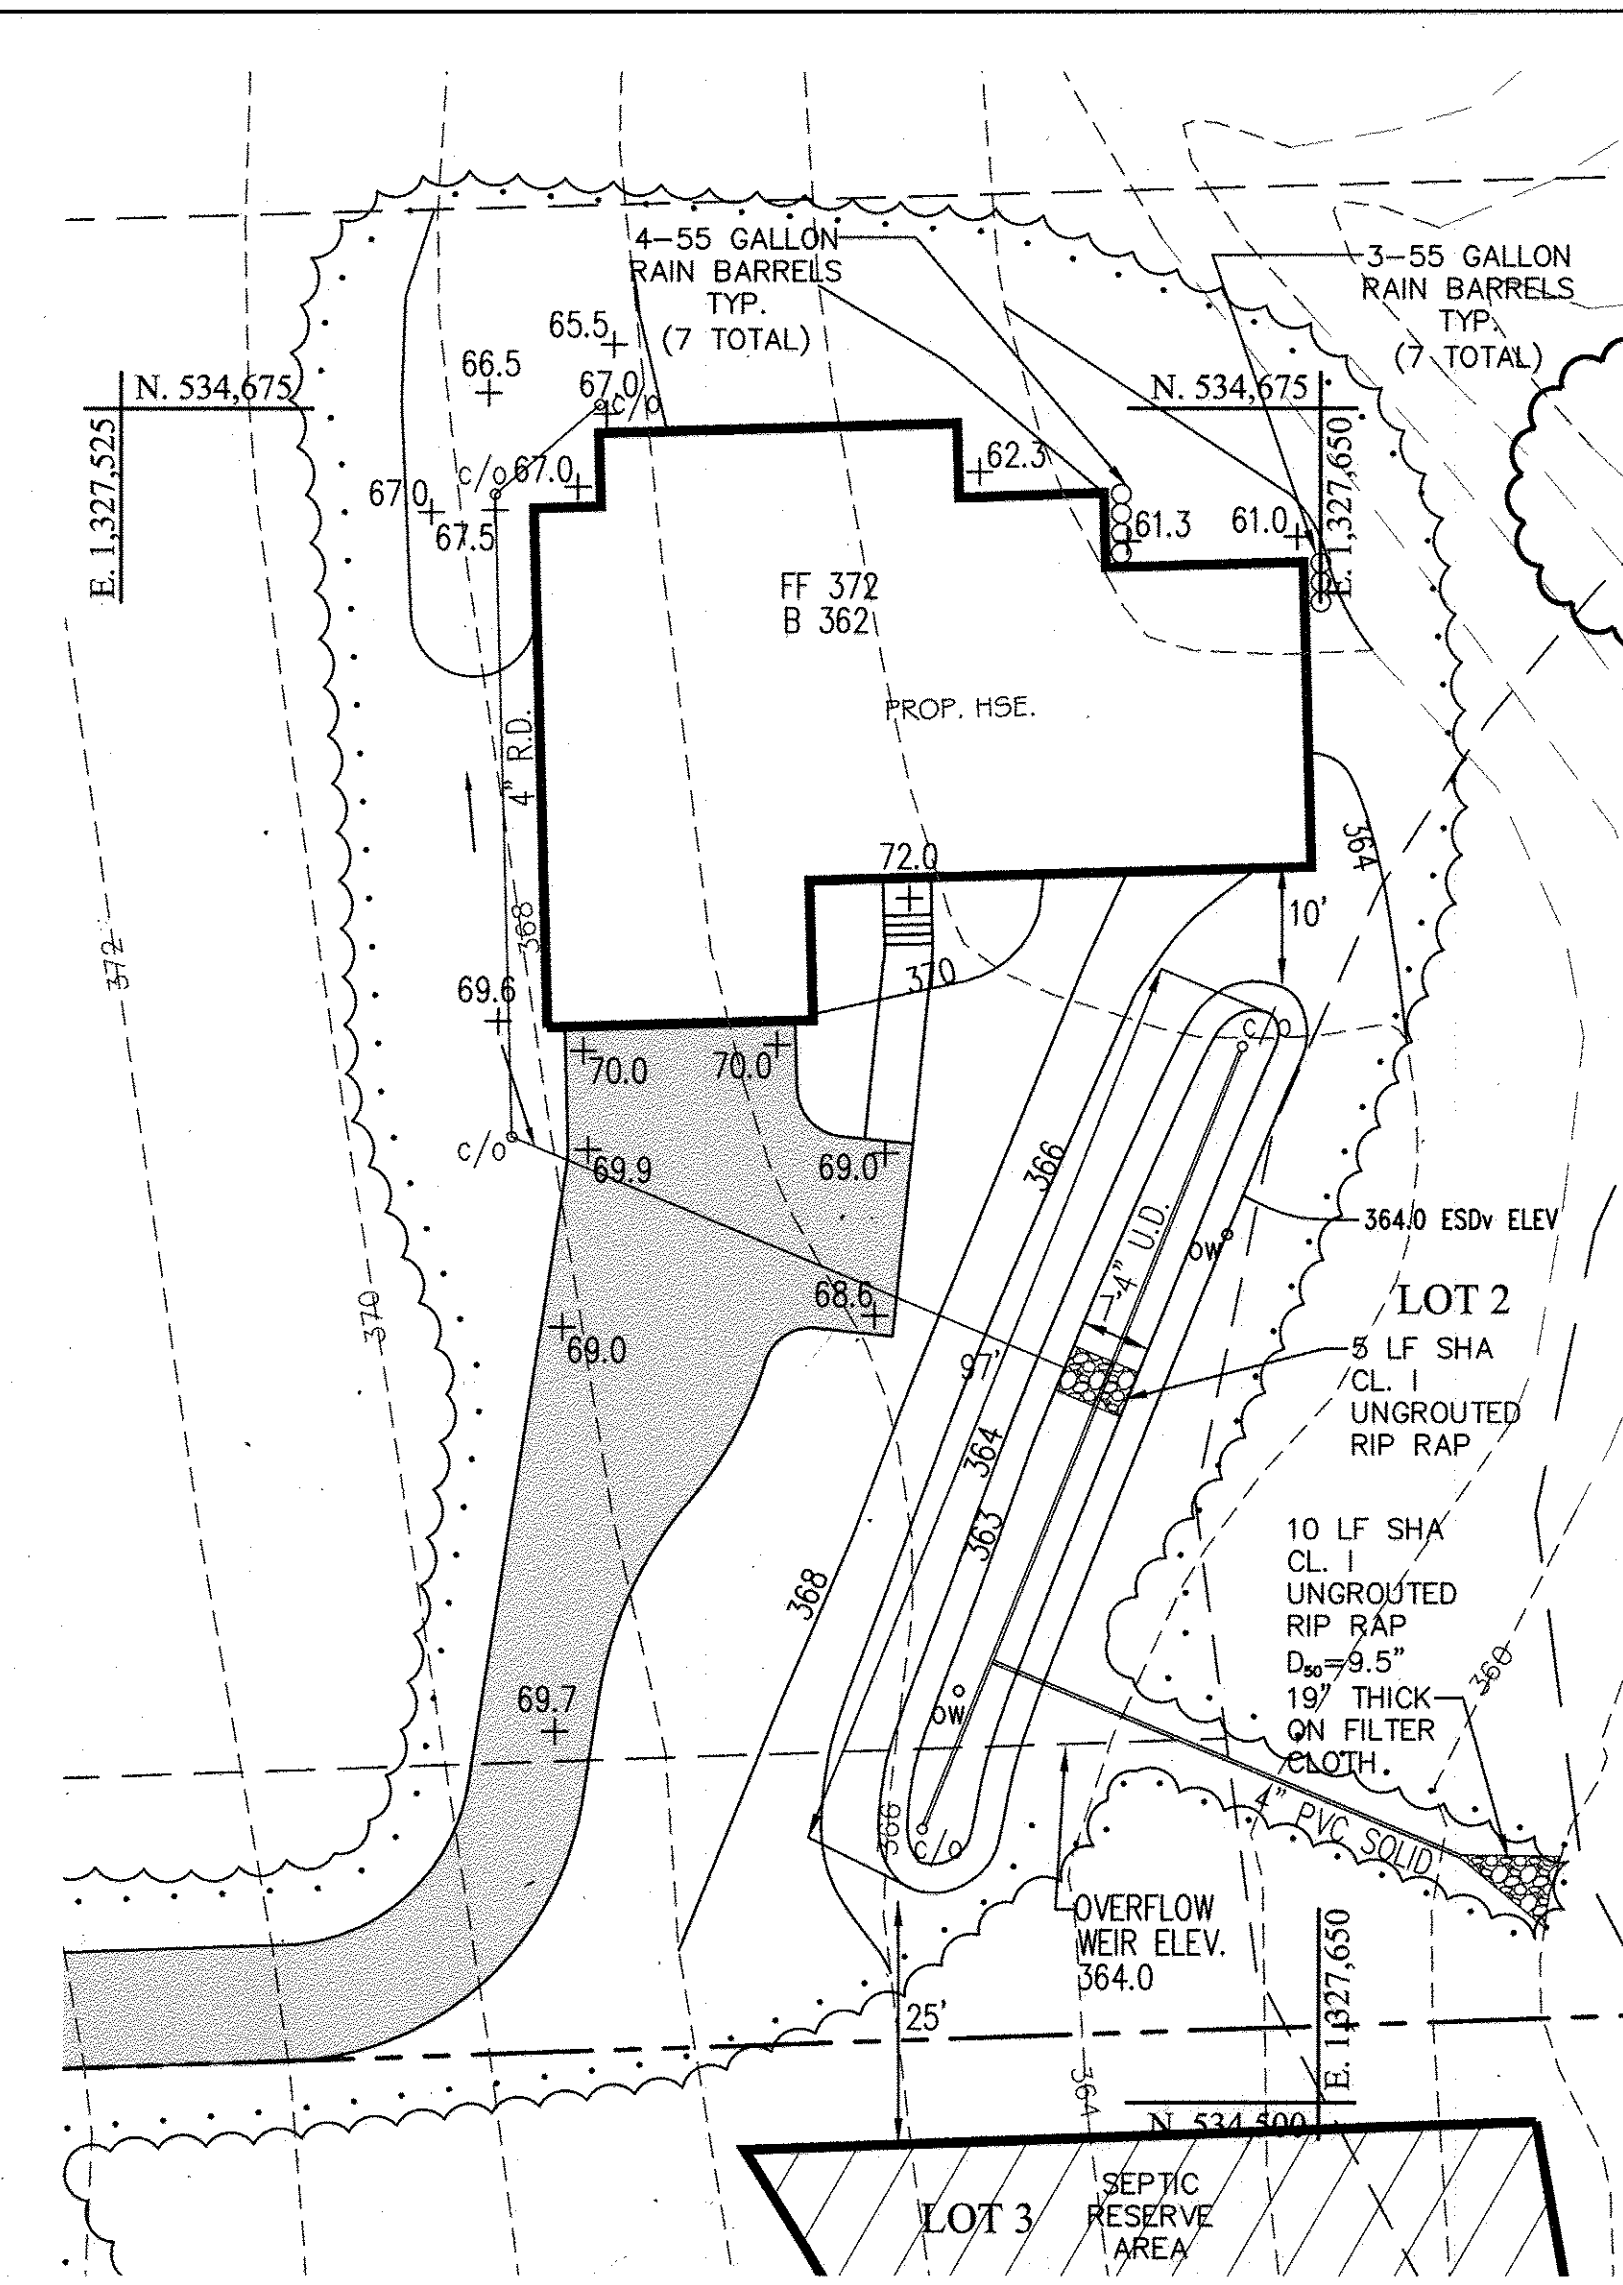 4-55 GALLON
RAIN BARRELS
TYP.
(7 TOTAL)
3-55 GALLON
RAIN BARRELS
TYP.
(7 TOTAL)
65.5
66.5
67.0
c/o
N. 534,675
E. 1,327,525
N. 534,675
E. 1,327,650
62.3
c/o
67.0
67.0
67.5
61.3
61.0
FF 372
B 362
PROP. HSE.
4" R.D.
364
72.0
10'
368
372
370
69.6
c/o
70.0
70.0
c/o
69.9
69.0
366
364.0 ESDv ELEV
4" U.D.
7'
OW
LOT 2
68.6
370
69.0
97'
5 LF SHA
CL. I
UNGROUTED
RIP RAP
364
363
368
10 LF SHA
CL. I
UNGROUTED
RIP RAP
D50=9.5"
19" THICK
ON FILTER
CLOTH
360
69.7
OW
4" PVC SOLID
366
c/o
OVERFLOW
WEIR ELEV.
364.0
25'
E. 1,327,650
364
N. 534,500
SEPTIC
RESERVE
AREA
LOT 3